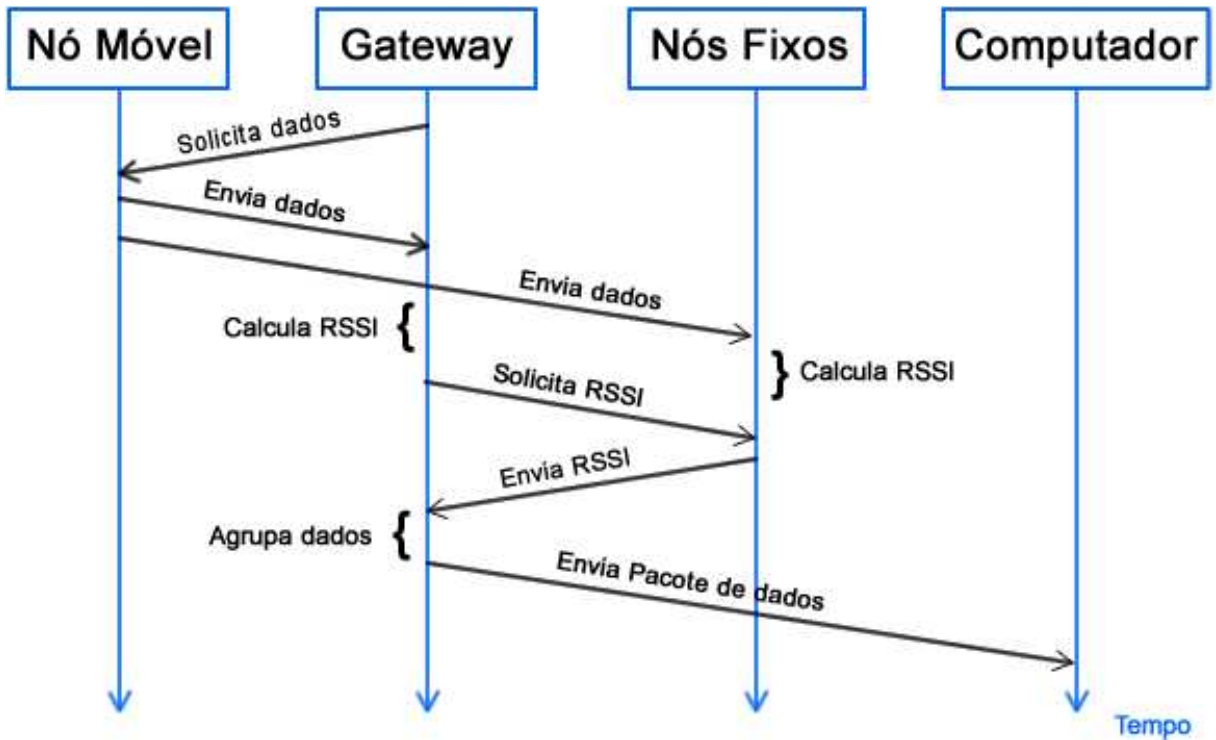 Nó Móvel
Gateway
Nós Fixos
Computador
Solicita dados
Envia dados
Envia dados
Calcula RSSI
Calcula RSSI
Solicita RSSI
Envia RSSI
Agrupa dados
Envia Pacote de dados
Tempo